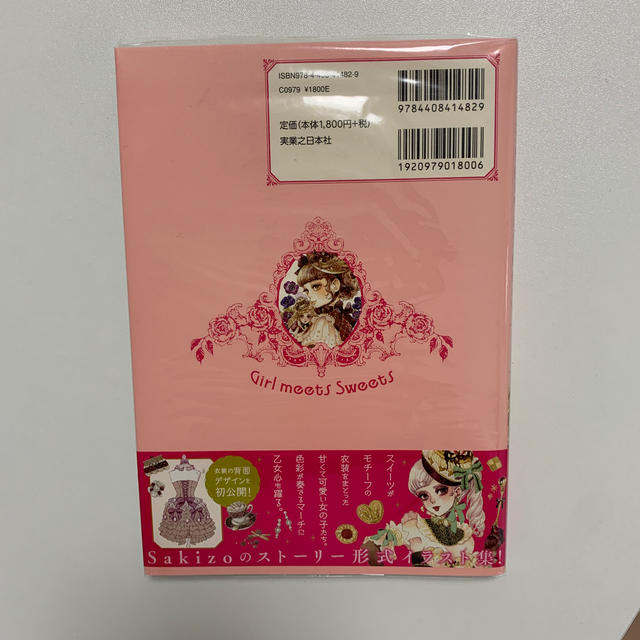 ISBN978-4-408-41482-9
C0979 ¥1800E
定価(本体1,800円+税)
実業之日本社
9784408414829
1920979018006
Girl meets Sweets
衣装の背面
デザインを
初公開!
スイーツが
モチーフの
衣装をまとった
甘くて可愛い女の子たち。
色彩が奏でるマーチに
乙女心も躍る。
Sakizoのストーリー形式イラスト集!